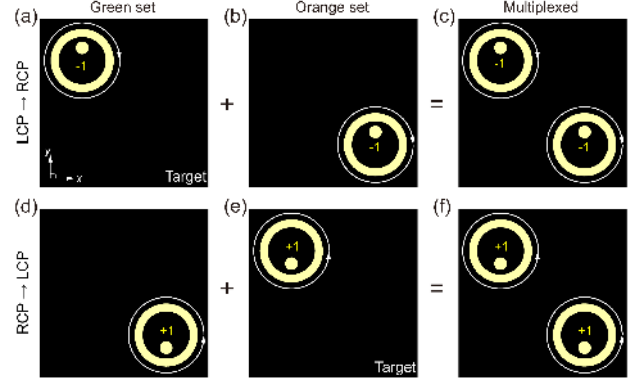 Green set
Orange set
Multiplexed
(a)
(b)
(c)
LCP → RCP
-1
+
-1
=
-1
-1
y
x
Target
(d)
(e)
(f)
RCP → LCP
+1
+
+1
=
+1
+1
Target